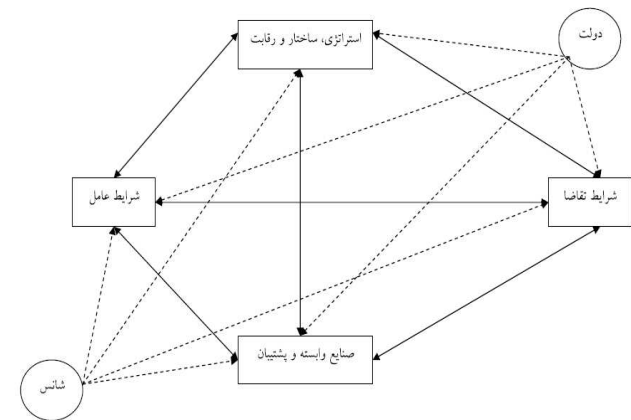 استراتژی، ساختار و رقابت
دولت
شرایط تقاضا
شرایط عامل
صنایع وابسته و پشتیبان
شانس